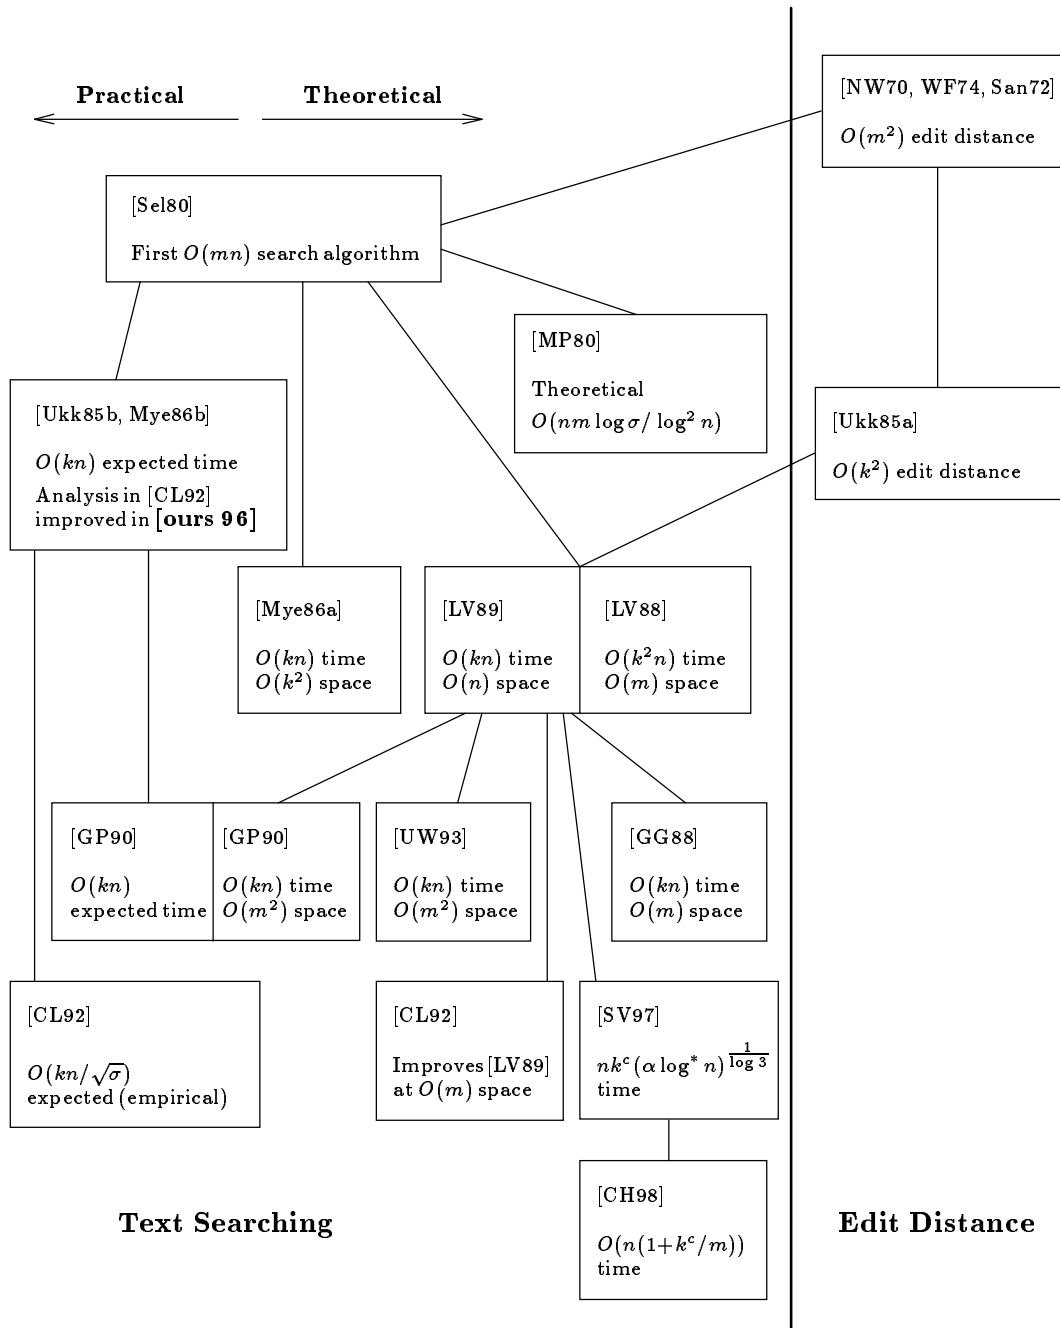 Practical
Theoretical
[NW70, WF74, San72]
O(m²) edit distance
[Sel80]
First O(mn) search algorithm
[MP80]
Theoretical
O(nm log σ/ log² n)
[Ukk85b, Mye86b]
O(kn) expected time
Analysis in [CL92]
improved in [ours 96]
[Ukk85a]
O(k²) edit distance
[Mye86a]
O(kn) time
O(k²) space
[LV89]
O(kn) time
O(n) space
[LV88]
O(k²n) time
O(m) space
[GP90]
O(kn)
expected time
[GP90]
O(kn) time
O(m²) space
[UW93]
O(kn) time
O(m²) space
[GG88]
O(kn) time
O(m) space
[CL92]
O(kn/√σ)
expected (empirical)
[CL92]
Improves [LV89]
at O(m) space
[SV97]
nk^c(α log* n)^(1/log 3)
time
[CH98]
O(n(1+k^c/m))
time
Text Searching
Edit Distance